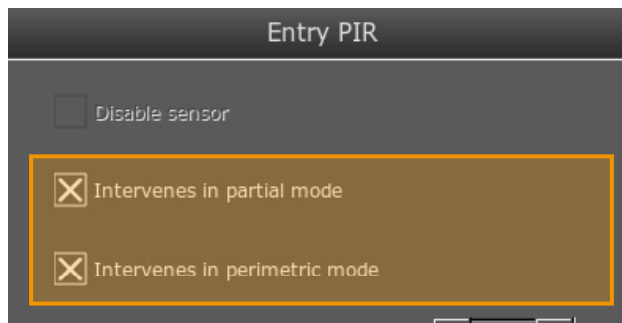 Entry PIR
Disable sensor
Intervenes in partial mode
Intervenes in perimetric mode